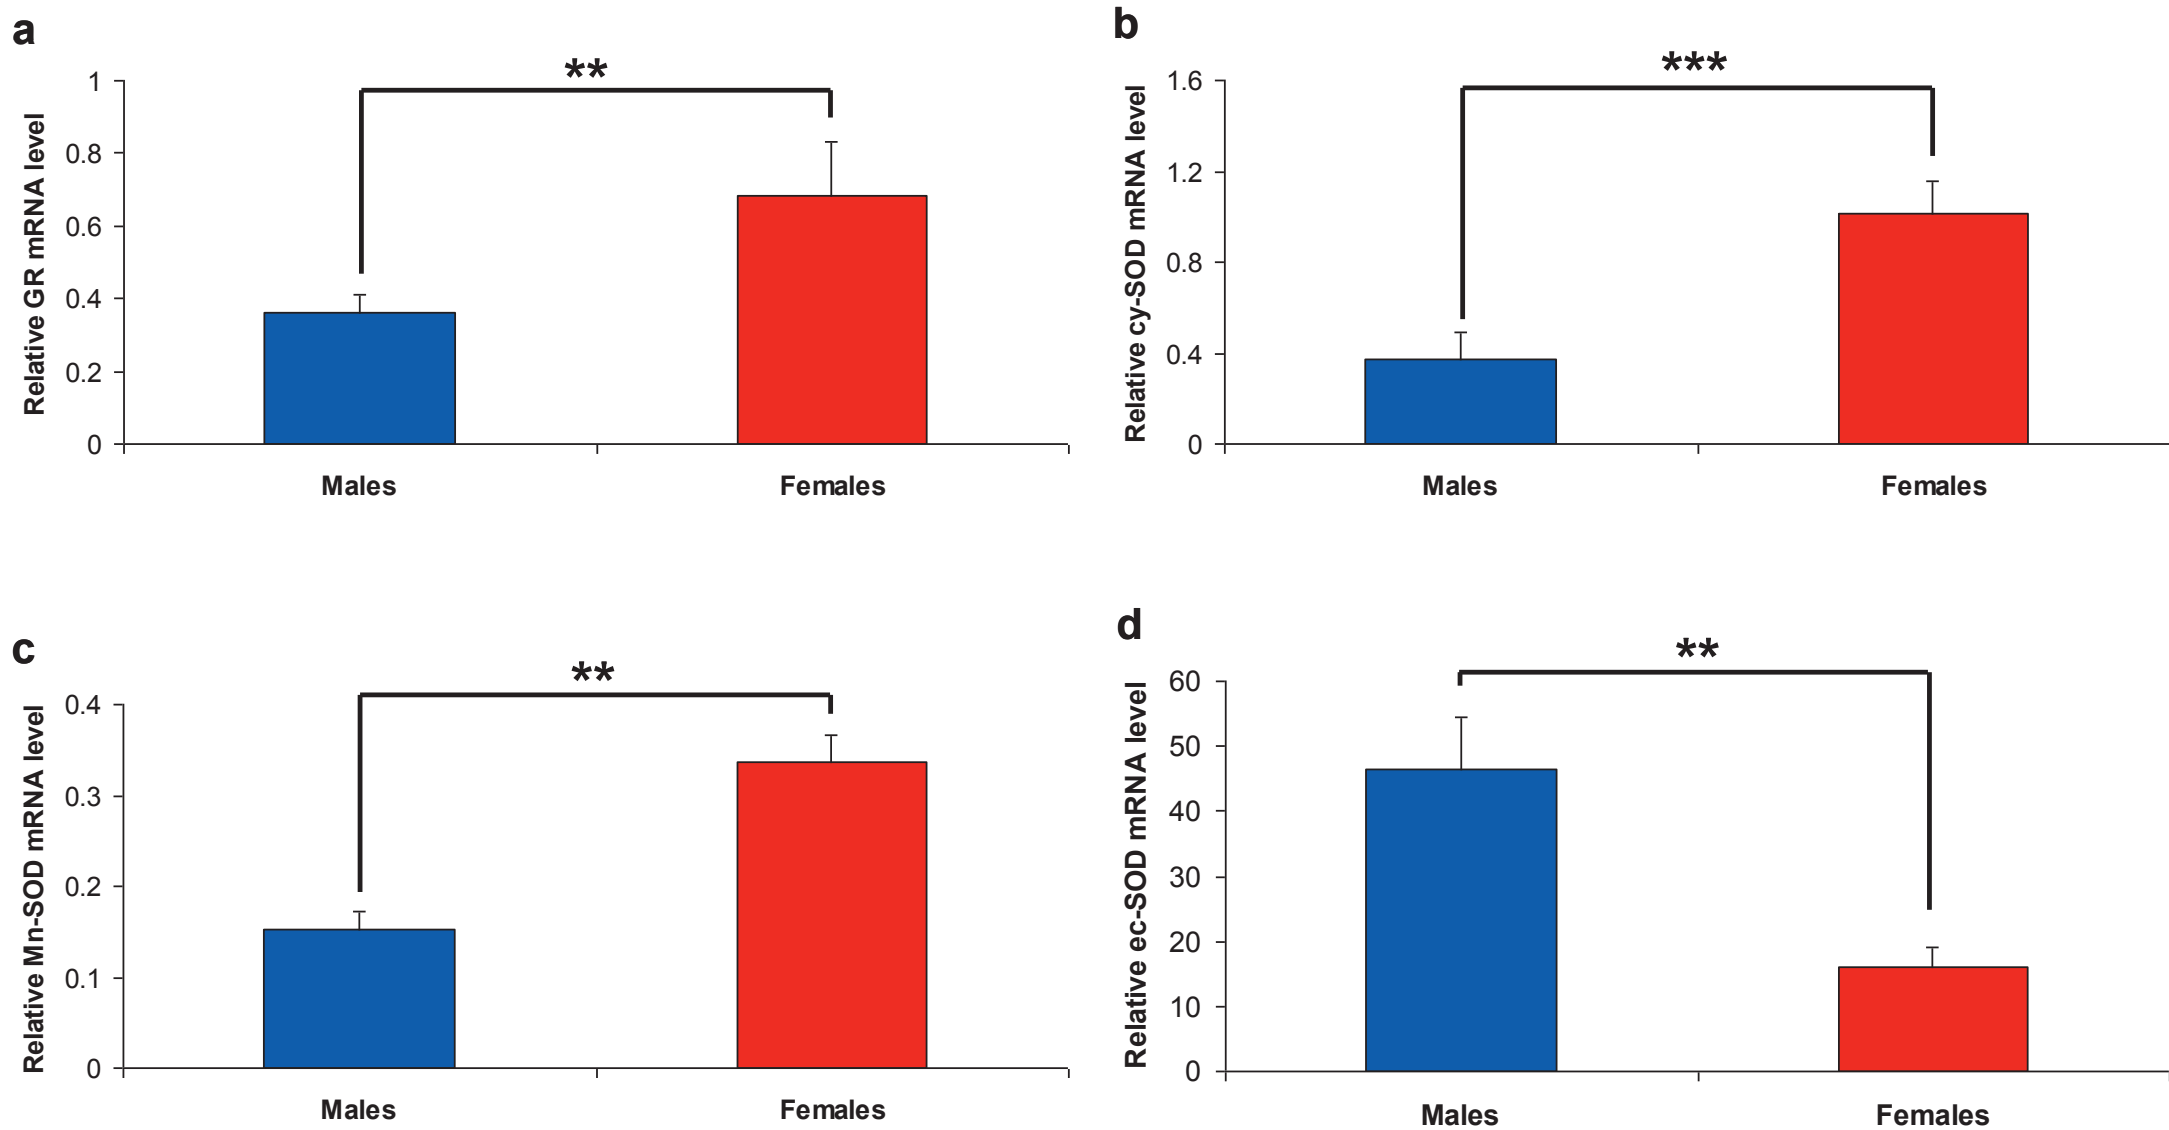 a
**
Relative GR mRNA level
1
0.8
0.6
0.4
0.2
0
Males
Females
b
***
Relative cy-SOD mRNA level
1.6
1.2
0.8
0.4
0
Males
Females
c
**
Relative Mn-SOD mRNA level
0.4
0.3
0.2
0.1
0
Males
Females
d
**
Relative ec-SOD mRNA level
60
50
40
30
20
10
0
Males
Females